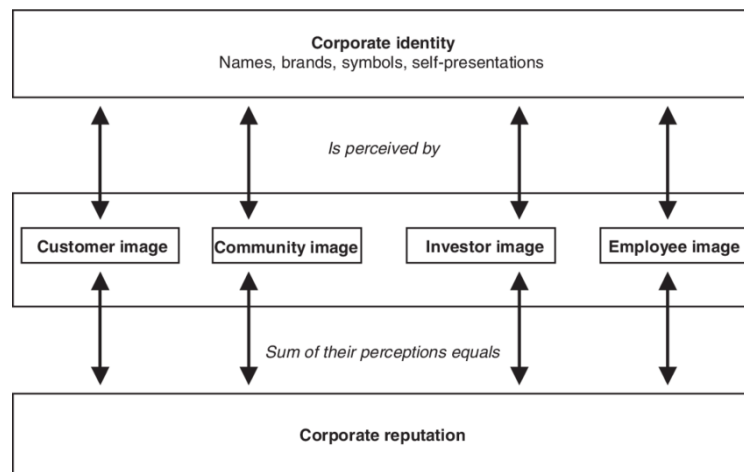 Corporate identity
Names, brands, symbols, self-presentations
Is perceived by
Customer image
Community image
Investor image
Employee image
Sum of their perceptions equals
Corporate reputation